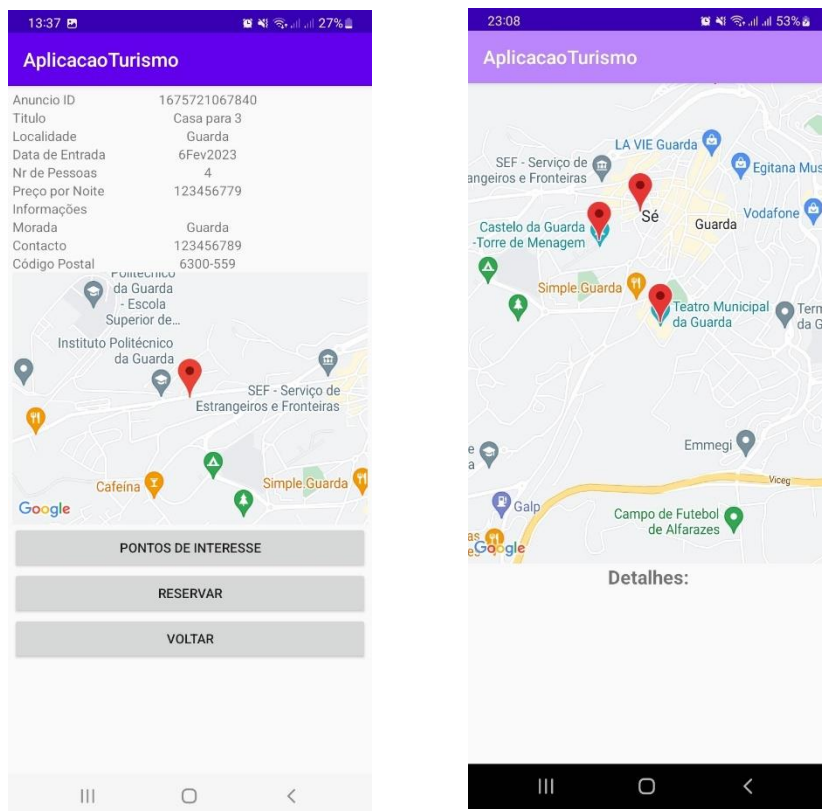 13:37 27%
AplicacaoTurismo
Anuncio ID 1675721067840
Titulo Casa para 3
Localidade Guarda
Data de Entrada 6Fev2023
Nr de Pessoas 4
Preço por Noite 123456779
Informações
Morada Guarda
Contacto 123456789
Código Postal 6300-559
Politécnico
da Guarda
- Escola
Superior de...
Instituto Politécnico
da Guarda
SEF - Serviço de
Estrangeiros e Fronteiras
Cafeína
Simple.Guarda
Google
PONTOS DE INTERESSE
RESERVAR
VOLTAR
23:08 53%
AplicacaoTurismo
LA VIE Guarda
SEF - Serviço de
angeiros e Fronteiras
Egitana Mus
Sé
Vodafone
Guarda
Castelo da Guarda
-Torre de Menagem
Simple.Guarda
Teatro Municipal
da Guarda
Term
da G
Emmegi
e
a
Viceg
Galp
Campo de Futebol
de Alfarazes
as
es
Google
Detalhes: